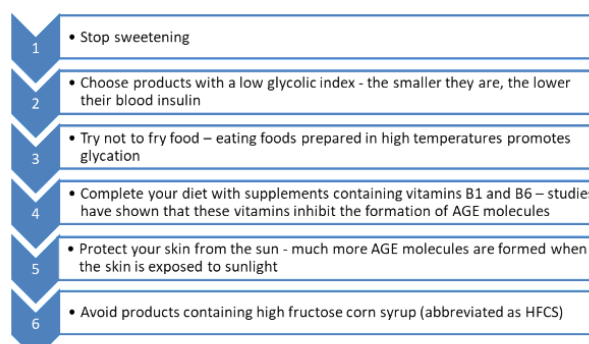 1
• Stop sweetening
2
• Choose products with a low glycolic index - the smaller they are, the lower
their blood insulin
3
• Try not to fry food – eating foods prepared in high temperatures promotes
glycation
4
• Complete your diet with supplements containing vitamins B1 and B6 – studies
have shown that these vitamins inhibit the formation of AGE molecules
5
• Protect your skin from the sun - much more AGE molecules are formed when
the skin is exposed to sunlight
6
• Avoid products containing high fructose corn syrup (abbreviated as HFCS)